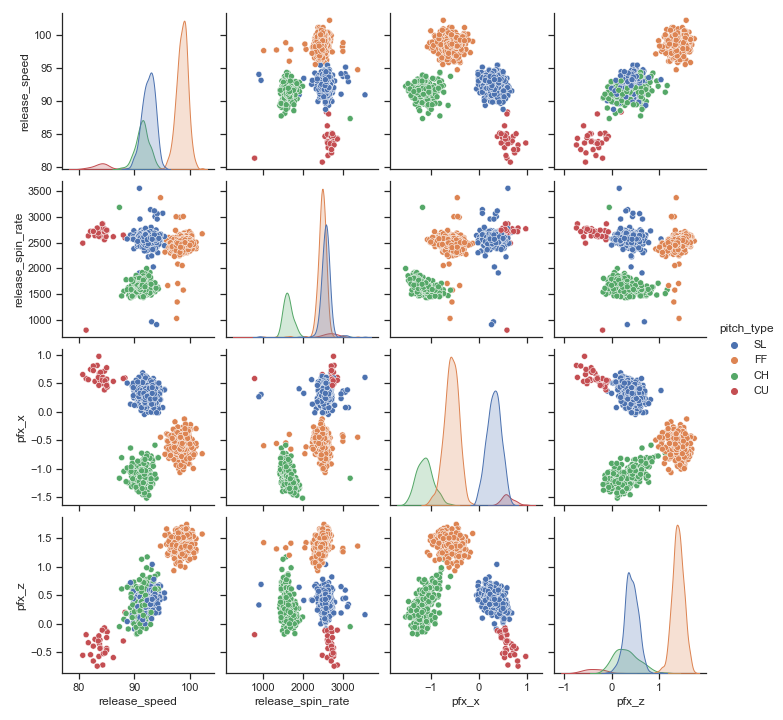 release_speed
100
95
90
85
80
release_spin_rate
3500
3000
2500
2000
1500
1000
pitch_type
SL
FF
CH
CU
pfx_x
1.0
0.5
0.0
−0.5
−1.0
−1.5
pfx_z
1.5
1.0
0.5
0.0
−0.5
80 90 100
1000 2000 3000
−1 0 1
−1 0 1
release_speed release_spin_rate pfx_x pfx_z